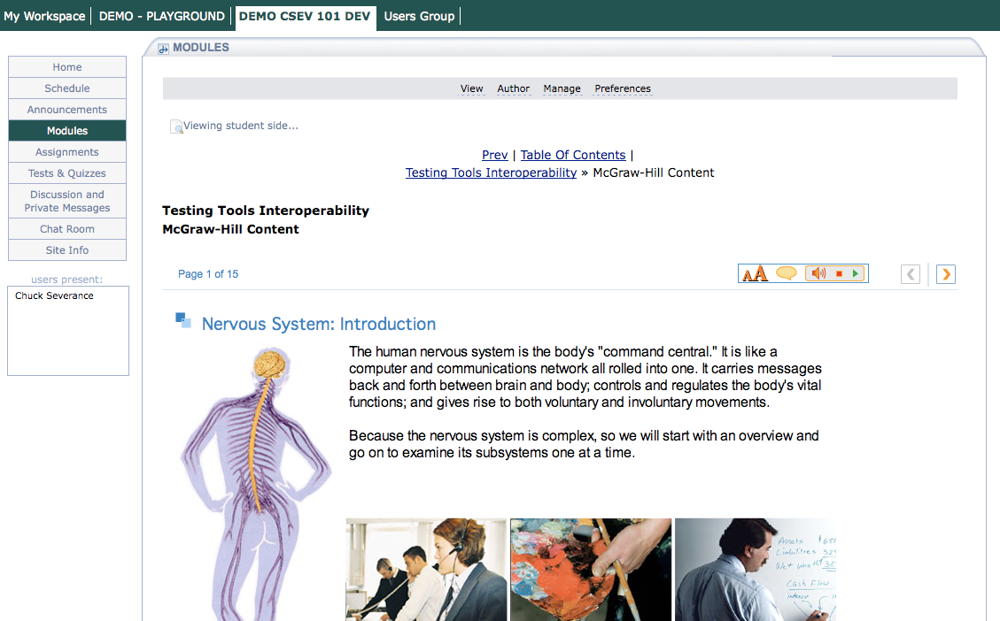 My Workspace
DEMO - PLAYGROUND
DEMO CSEV 101 DEV
Users Group
Home
Schedule
Announcements
Modules
Assignments
Tests & Quizzes
Discussion and
Private Messages
Chat Room
Site Info
users present:
Chuck Severance
MODULES
View Author Manage Preferences
Viewing student side...
Prev | Table Of Contents |
Testing Tools Interoperability » McGraw-Hill Content
Testing Tools Interoperability
McGraw-Hill Content
Page 1 of 15
AA
Nervous System: Introduction
The human nervous system is the body's "command central." It is like a
computer and communications network all rolled into one. It carries messages
back and forth between brain and body; controls and regulates the body's vital
functions; and gives rise to both voluntary and involuntary movements.
Because the nervous system is complex, so we will start with an overview and
go on to examine its subsystems one at a time.
Assets
Liabilities
Cash Flow
interest